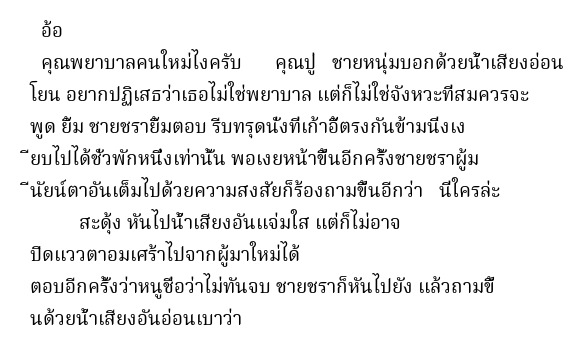 อ้อ
คุณพยาบาลคนใหม่ไงครับ คุณปู่ ชายหนุ่มบอกด้วยน้ำเสียงอ่อน
โยน อยากปฏิเสธว่าเธอไม่ใช่พยาบาล แต่ก็ไม่ใช่จังหวะที่สมควรจะ
พูด ยิ้ม ชายชรายิ้มตอบ รีบทรุดนั่งที่เก้าอี้ตรงกันข้ามนิ่งเง
ียบไปได้ชั่วพักหนึ่งเท่านั้น พอเงยหน้าขึ้นอีกครั้งชายชราผู้ม
ีนัยน์ตาอันเต็มไปด้วยความสงสัยก็ร้องถามขึ้นอีกว่า นี่ใครล่ะ
สะดุ้ง หันไปน้ำเสียงอันแจ่มใส แต่ก็ไม่อาจ
ปิดแววตาอมเศร้าไปจากผู้มาใหม่ได้
ตอบอีกครั้งว่าหนูชื่อว่าไม่ทันจบ ชายชราก็หันไปยัง แล้วถามขึ้
นด้วยน้ำเสียงอันอ่อนเบาว่า